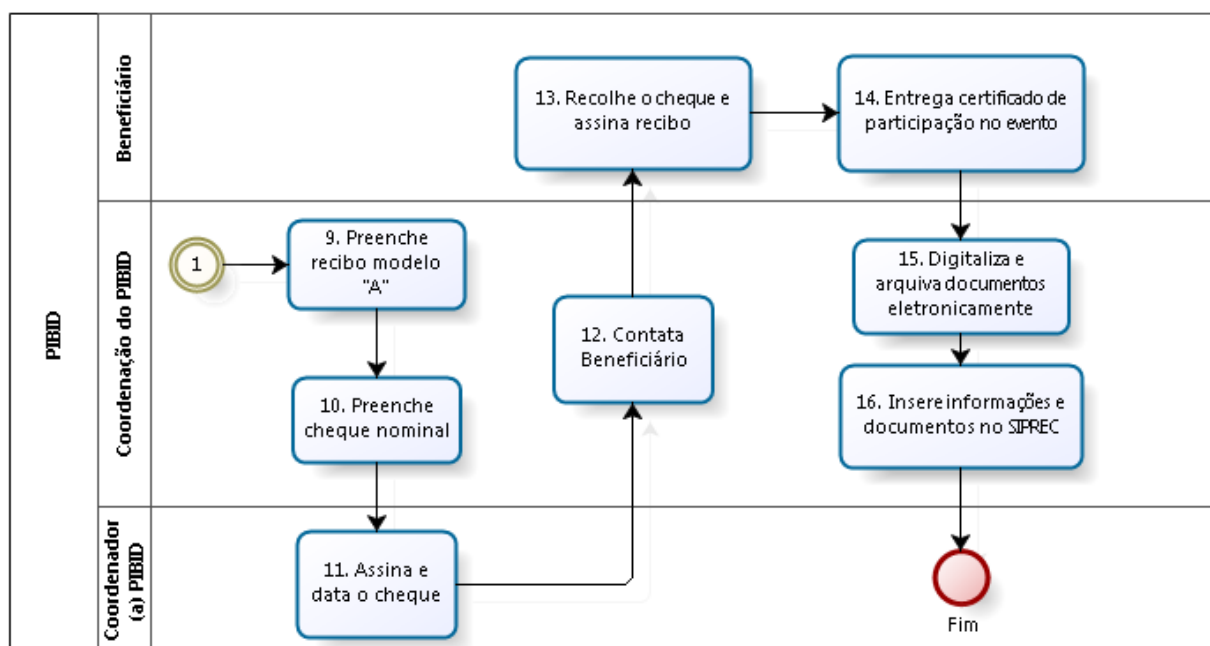 PIBID
Beneficiário
13. Recolhe o cheque e
assina recibo
14. Entrega certificado de
participação no evento
Coordenação do PIBID
1
9. Preenche
recibo modelo
"A"
10. Preenche
cheque nominal
12. Contata
Beneficiário
15. Digitaliza e
arquiva documentos
eletronicamente
16. Insere informações e
documentos no SIPREC
Coordenador
(a) PIBID
11. Assina e
data o cheque
Fim